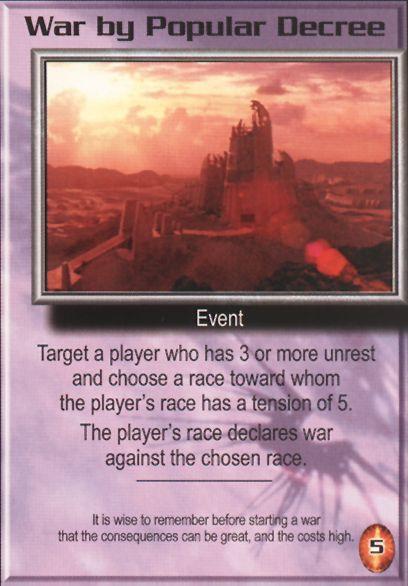 War by Popular Decree
Event
Target a player who has 3 or more unrest
and choose a race toward whom
the player's race has a tension of 5.
The player's race declares war
against the chosen race.
It is wise to remember before starting a war
that the consequences can be great, and the costs high.
5